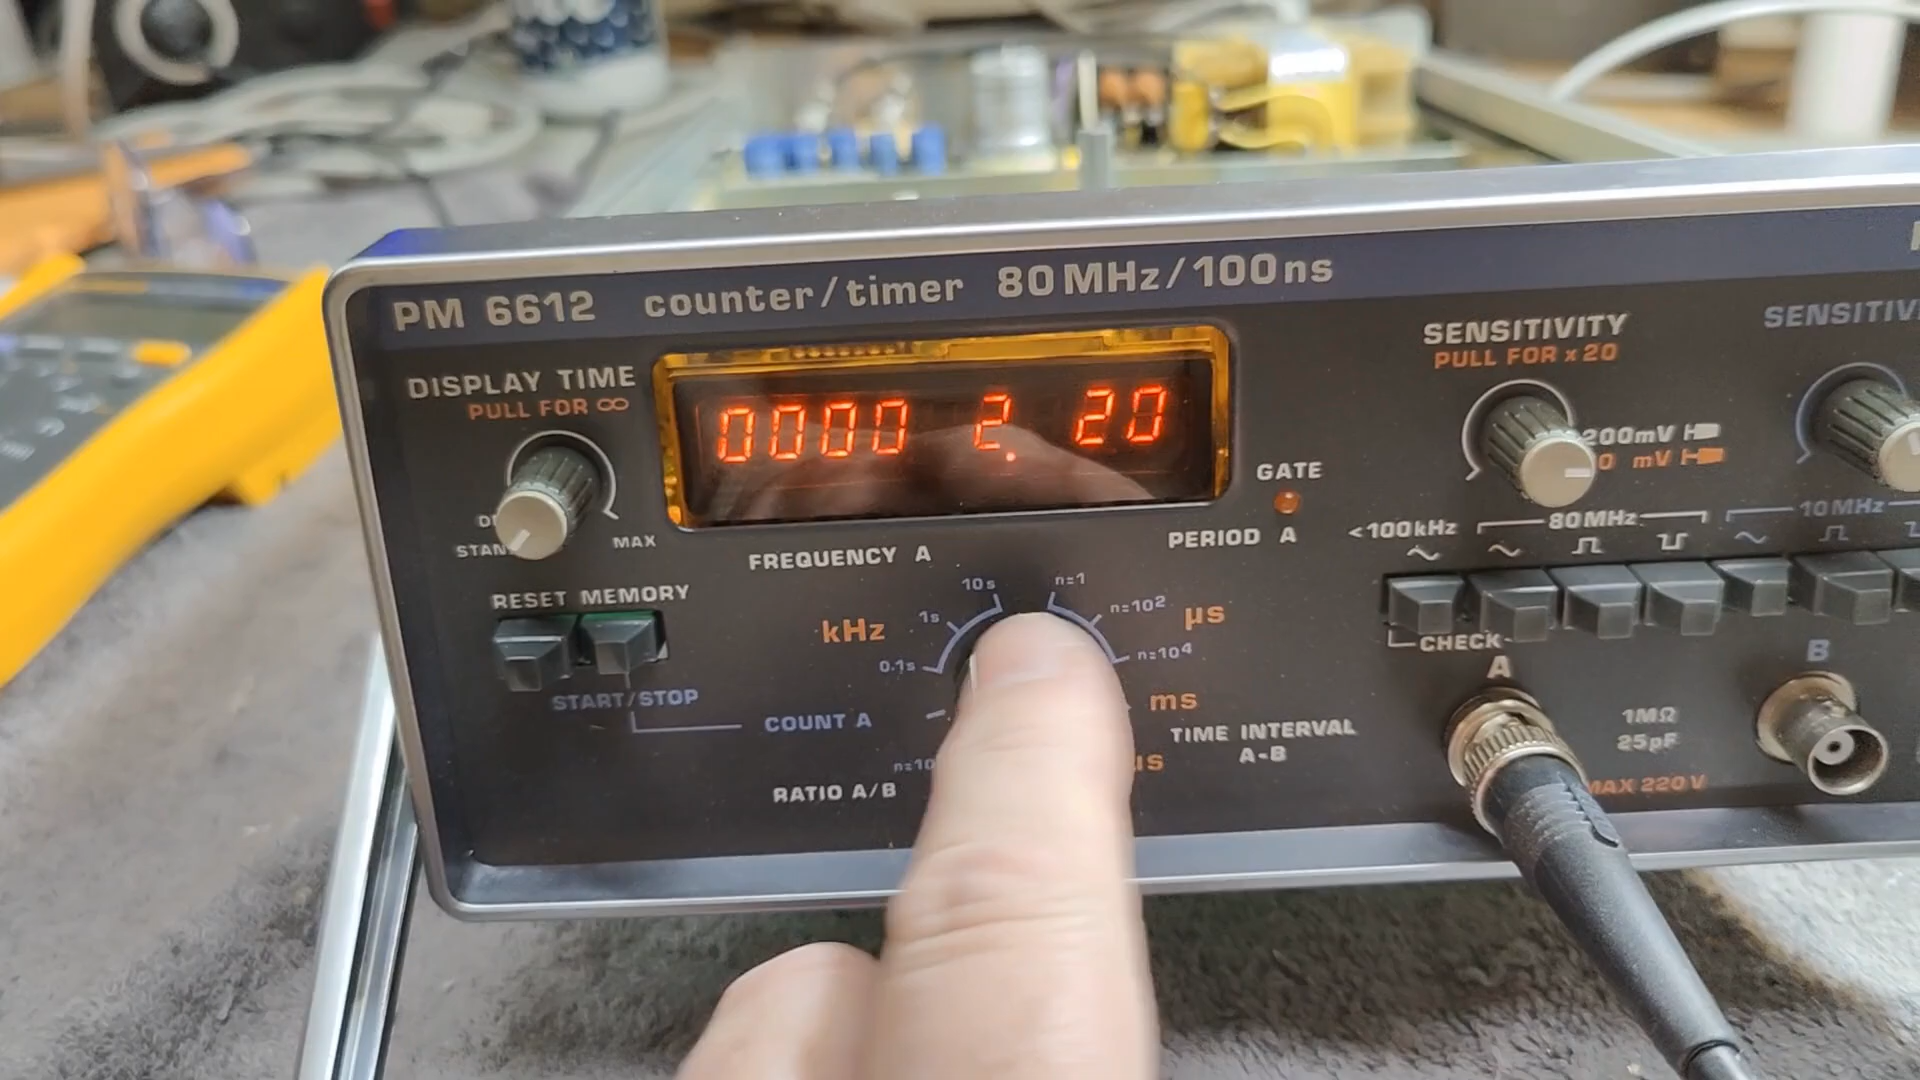 PM 6612 counter/timer 80MHz/100ns
DISPLAY TIME
PULL FOR ∞
MAX
0000 2. 20
GATE
SENSITIVITY
PULL FOR x20
200mV
mV
FREQUENCY A
PERIOD A
<100kHz
80MHz
10MHz
RESET MEMORY
START/STOP
COUNT A
kHz
0.1s
1s
10s
n=1
n=10²
n=10⁴
µs
ms
TIME INTERVAL
A-B
RATIO A/B
CHECK
A
B
1MΩ
25pF
MAX 220V